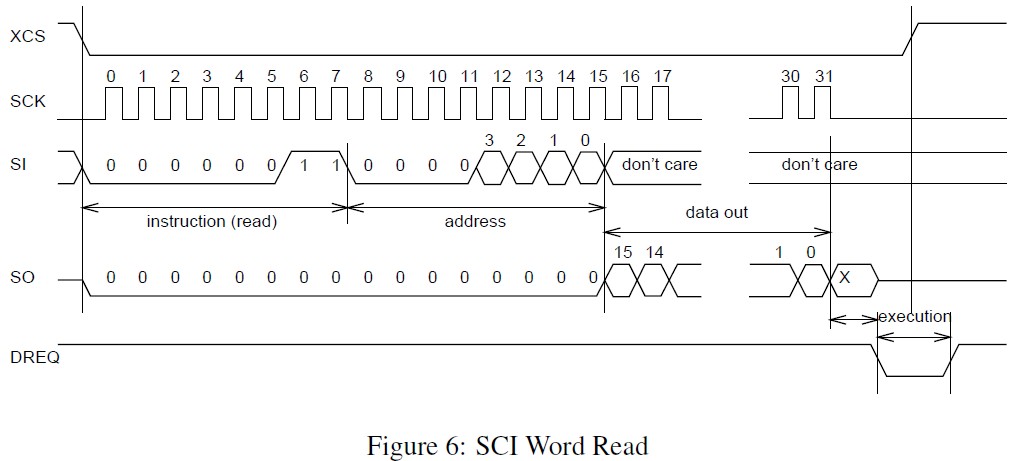 XCS
0 1 2 3 4 5 6 7 8 9 10 11 12 13 14 15 16 17 30 31
SCK
3 2 1 0
SI 0 0 0 0 0 0 1 1 0 0 0 0 don't care don't care
instruction (read) address data out
15 14 1 0
SO 0 0 0 0 0 0 0 0 0 0 0 0 0 0 0 0 X
execution
DREQ
Figure 6: SCI Word Read